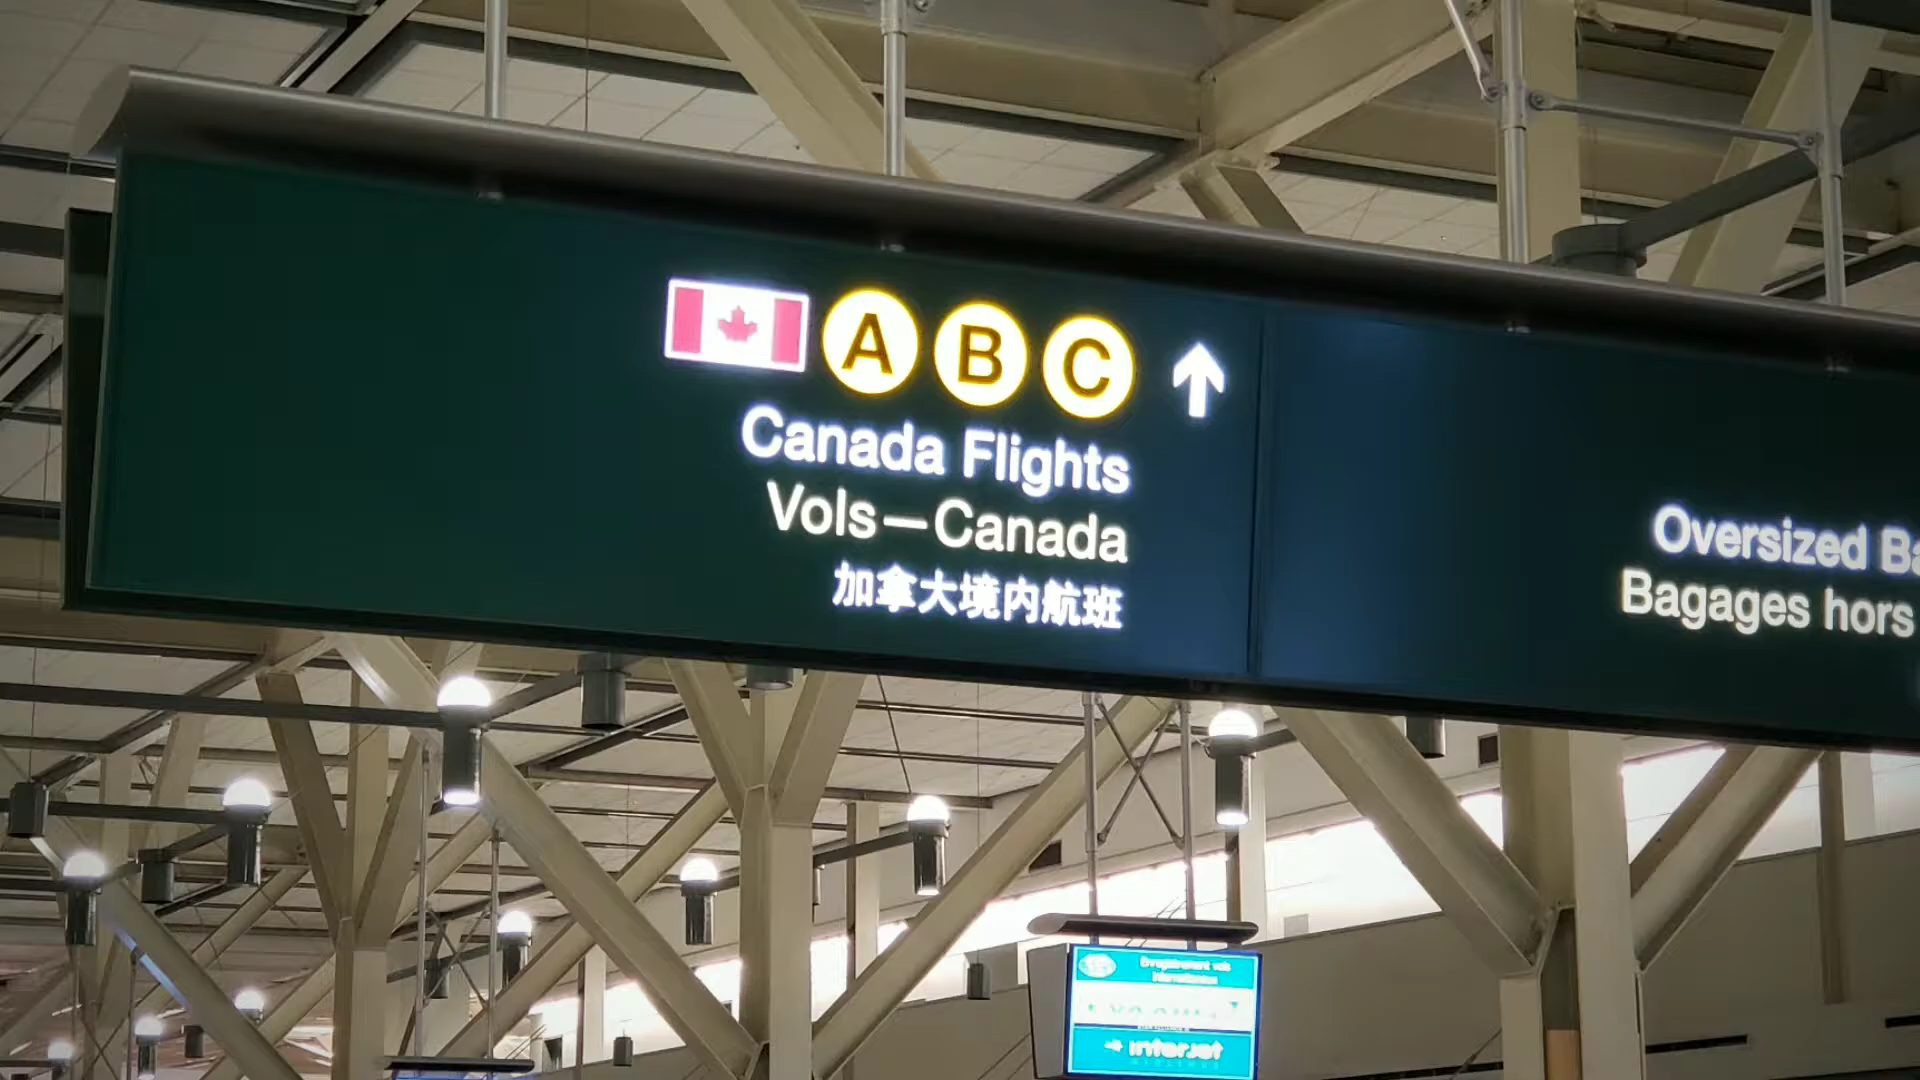 A B C
Canada Flights
Vols—Canada
加拿大境内航班
Oversized Ba
Bagages hors
interjet